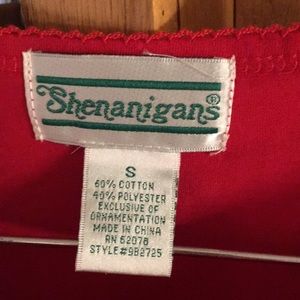 Shenanigans®
S
60% COTTON
40% POLYESTER
EXCLUSIVE OF
ORNAMENTATION
MADE IN CHINA
RN 62078
STYLE#9B2725